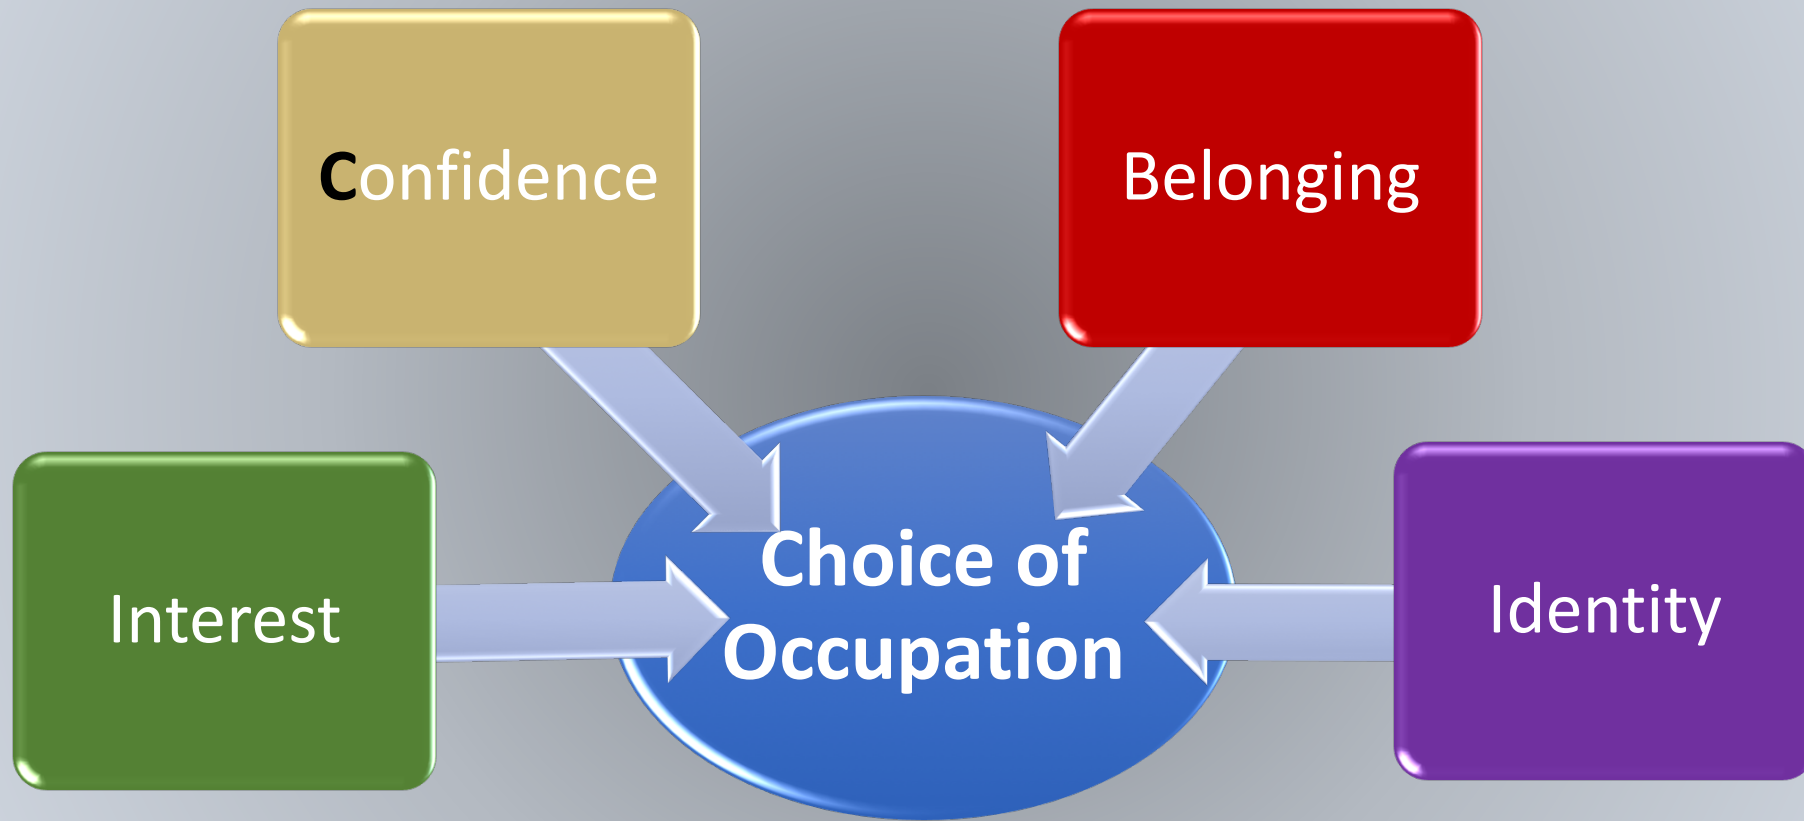 Confidence
Belonging
Interest
Choice of
Occupation
Identity